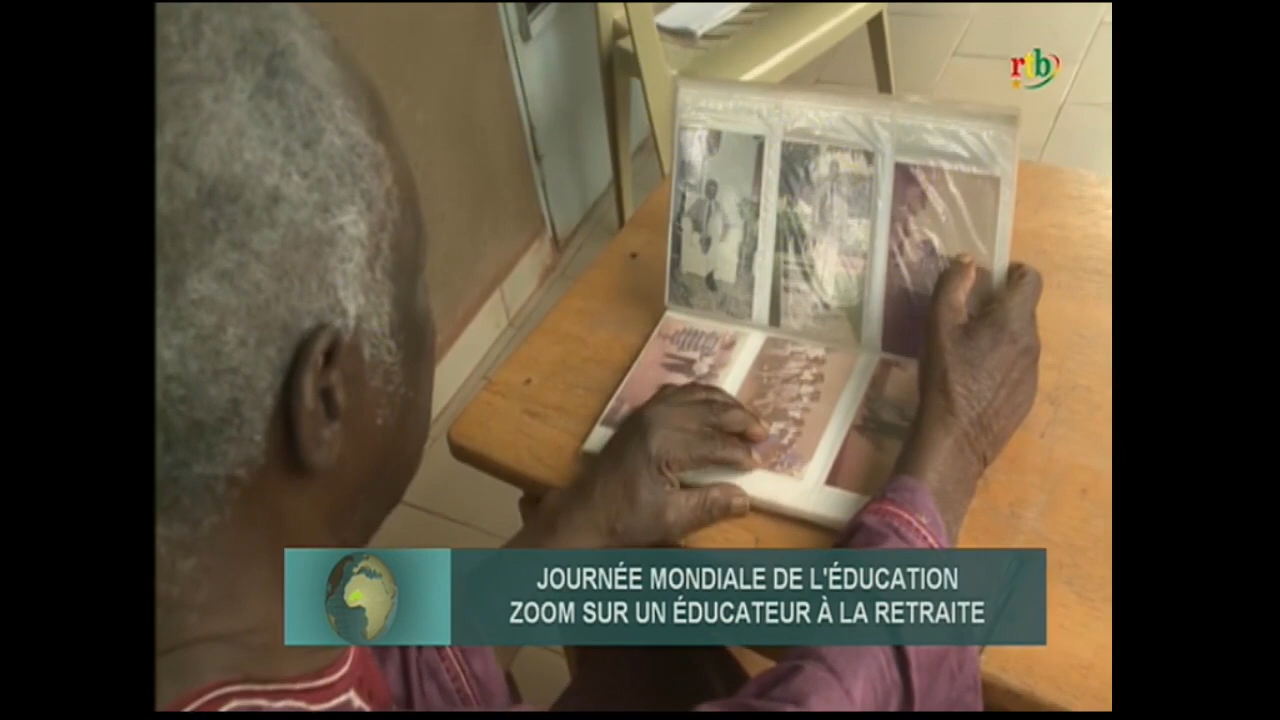 rtb
JOURNÉE MONDIALE DE L'ÉDUCATION
ZOOM SUR UN ÉDUCATEUR À LA RETRAITE